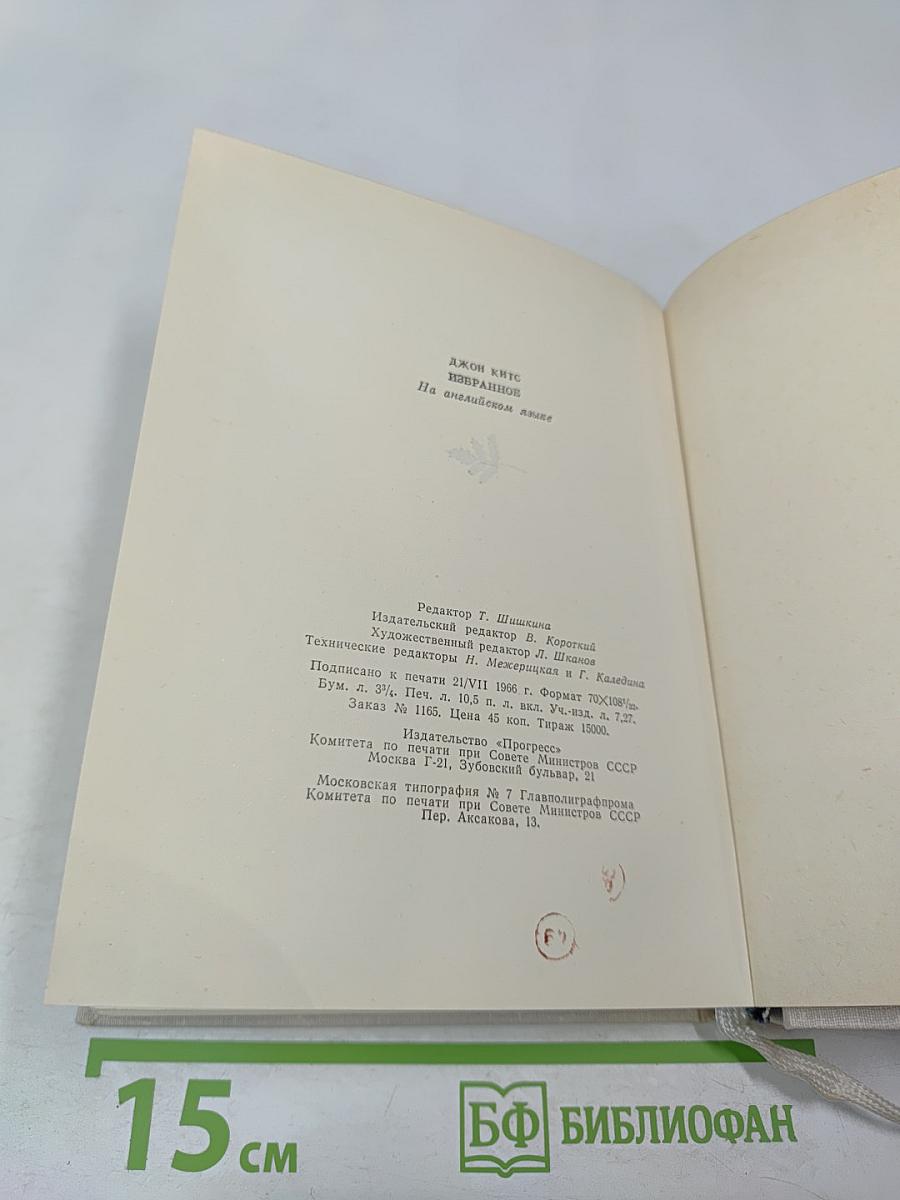 ДЖОН КИТС
ИЗБРАННОЕ
На английском языке
Редактор Т. Шишкина
Издательский редактор В. Короткий
Художественный редактор Л. Шканов
Технические редакторы Н. Межерицкая и Г. Каледина
Подписано к печати 21/VII 1966 г. Формат 70×108¹/₃₂.
Бум. л. 3³/₄. Печ. л. 10,5 п. л. вкл. Уч.-изд. л. 7,27.
Заказ № 1165. Цена 45 коп. Тираж 15000.
Издательство «Прогресс»
Комитета по печати при Совете Министров СССР
Москва Г-21, Зубовский бульвар, 21
Московская типография № 7 Главполиграфпрома
Комитета по печати при Совете Министров СССР
Пер. Аксакова, 13.
15 см
БФ БИБЛИОФАН